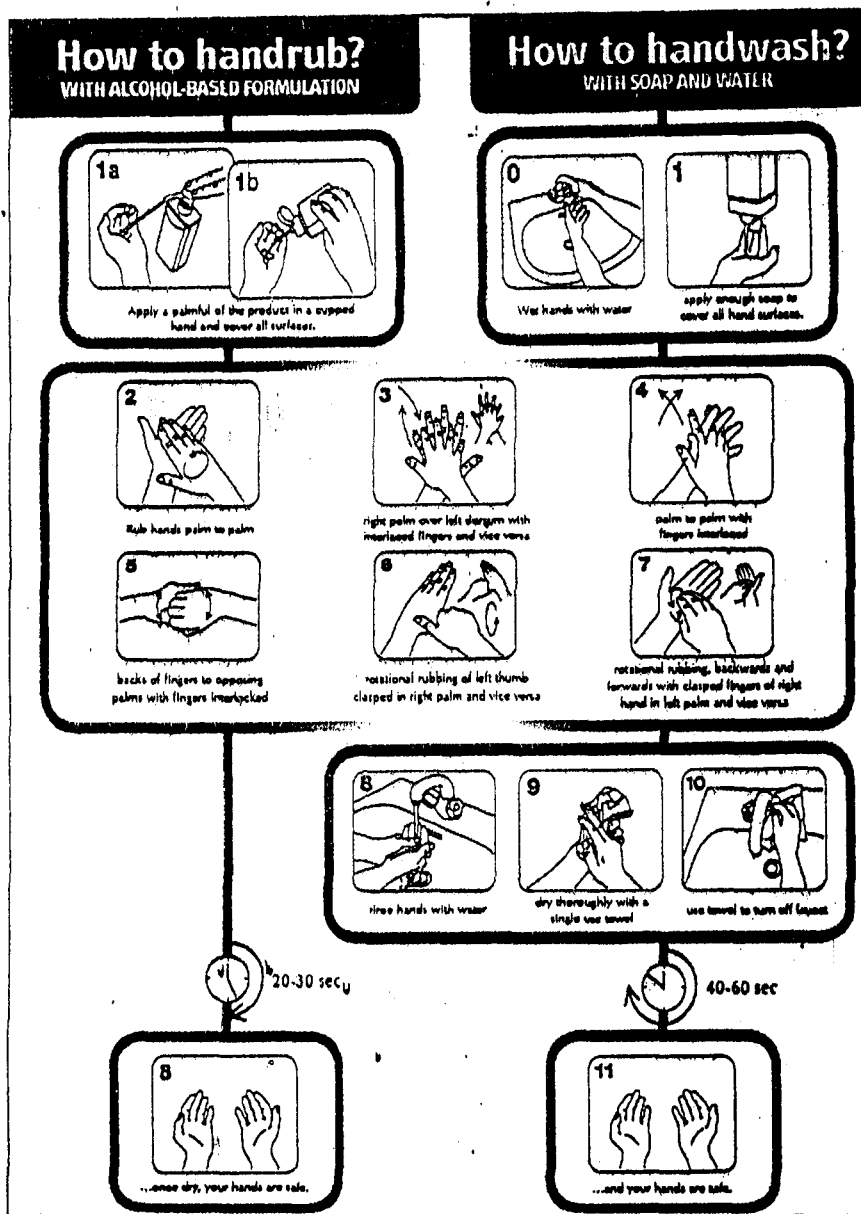 How to handrub?
WITH ALCOHOL-BASED FORMULATION
How to handwash?
WITH SOAP AND WATER
1a
1b
Apply a palmful of the product in a cupped
hand and cover all surfaces.
0
Wet hands with water
1
apply enough soap to
cover all hand surfaces.
2
Rub hands palm to palm
3
right palm over left dorsum with
interlaced fingers and vice versa
4
palm to palm with
fingers interlaced
5
backs of fingers to opposing
palms with fingers interlocked
6
rotational rubbing of left thumb
clasped in right palm and vice versa
7
rotational rubbing, backwards and
forwards with clasped fingers of right
hand in left palm and vice versa
8
rinse hands with water
9
dry thoroughly with a
single use towel
10
use towel to turn off faucet
20-30 sec
40-60 sec
8
...once dry, your hands are safe.
11
...and your hands are safe.